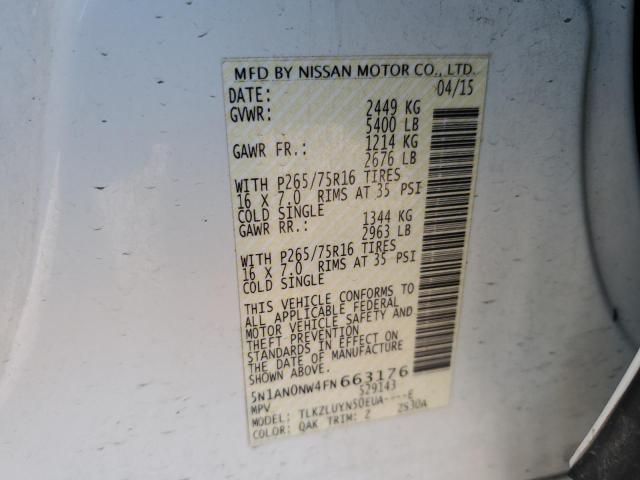 MFD BY NISSAN MOTOR CO., LTD.
DATE: 04/15
GVWR: 2449 KG
5400 LB
GAWR FR.: 1214 KG
2676 LB
WITH P265/75R16 TIRES
16 X 7.0 RIMS AT 35 PSI
COLD SINGLE
GAWR RR.: 1344 KG
2963 LB
WITH P265/75R16 TIRES
16 X 7.0 RIMS AT 35 PSI
COLD SINGLE
THIS VEHICLE CONFORMS TO
ALL APPLICABLE FEDERAL
MOTOR VEHICLE SAFETY AND
THEFT PREVENTION
STANDARDS IN EFFECT ON
THE DATE OF MANUFACTURE
SHOWN ABOVE.
5N1AN0NW4FN663176
MPV 529143
MODEL: TLKZLUYN50EUA----E
COLOR: QAK TRIM: Z ZS30A